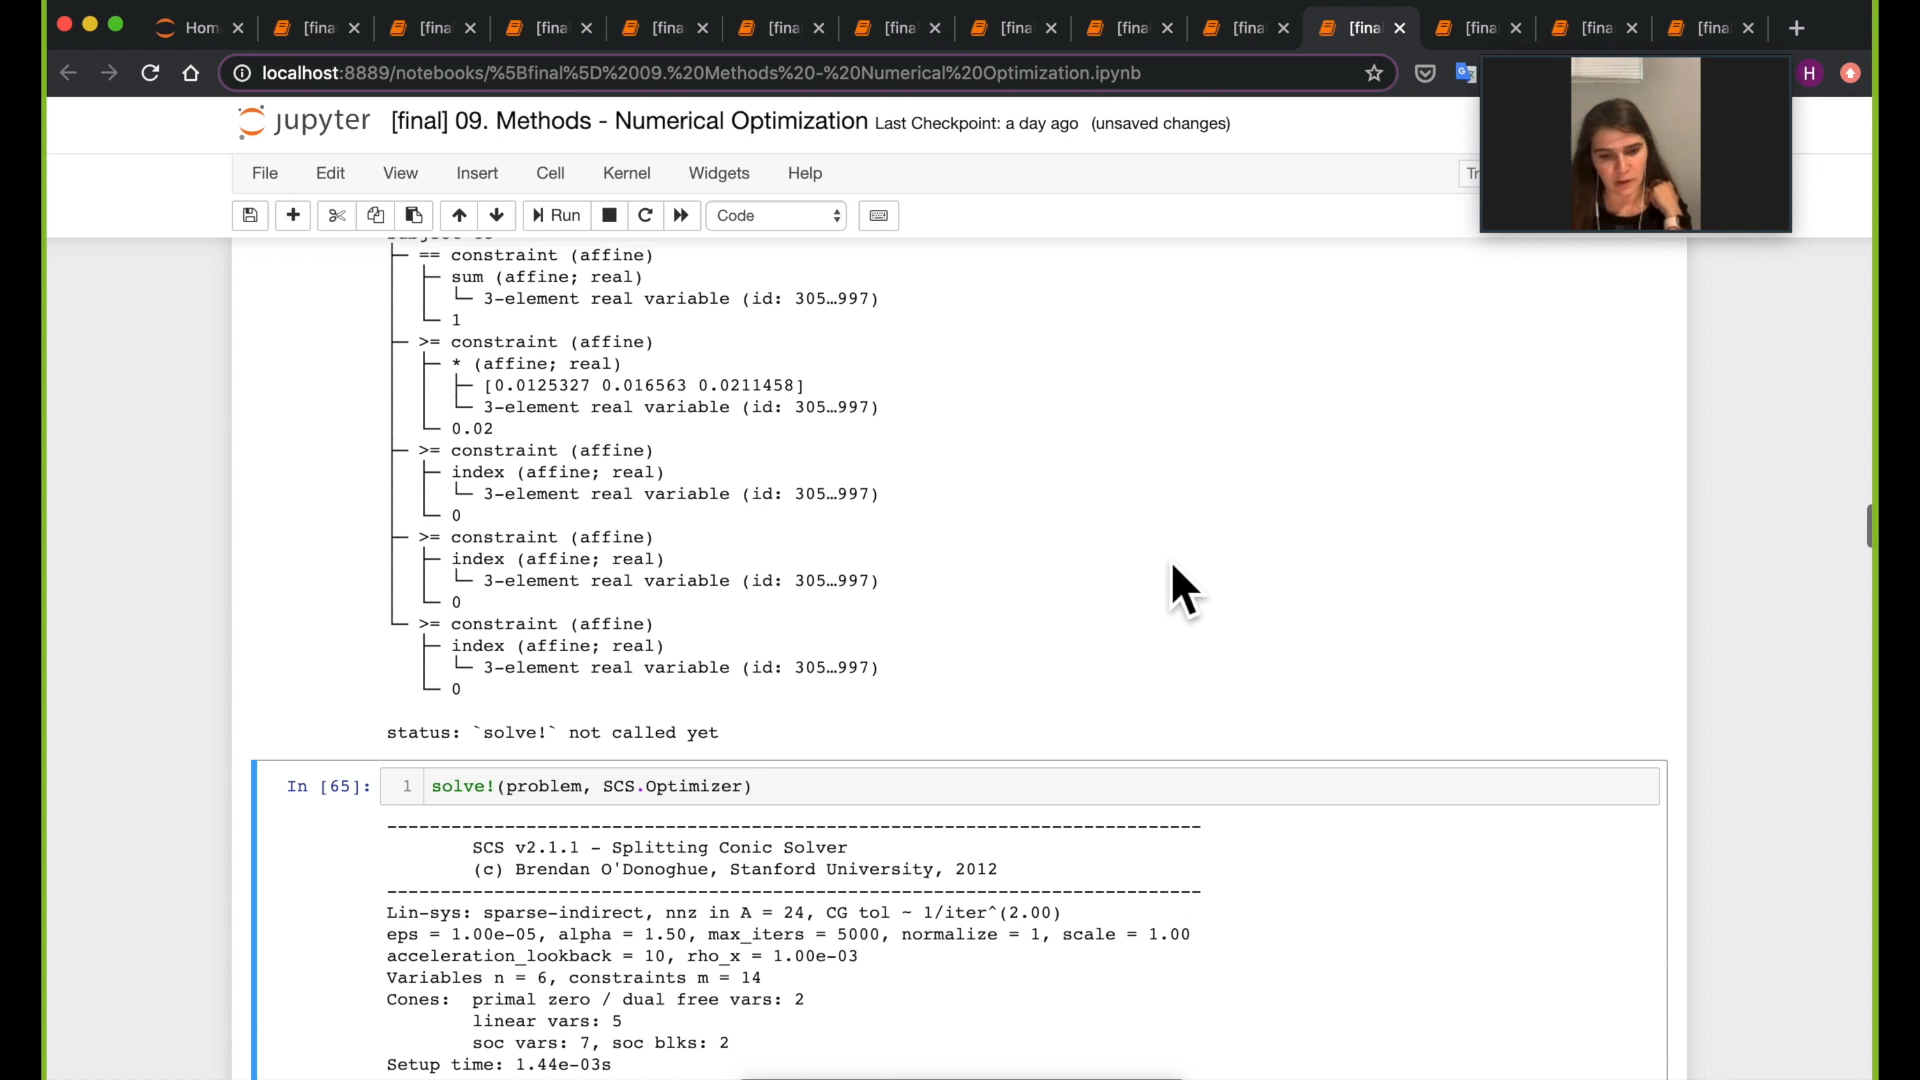 Hom
[fina
[fina
[fina
[fina
[fina
[fina
[fina
[fina
[fina
[fina
[fina
[fina
[fina
localhost:8889/notebooks/%5Bfinal%5D%2009.%20Methods%20-%20Numerical%20Optimization.ipynb
H
jupyter [final] 09. Methods - Numerical Optimization Last Checkpoint: a day ago (unsaved changes)
File Edit View Insert Cell Kernel Widgets Help
Run Code
== constraint (affine)
sum (affine; real)
3-element real variable (id: 305…997)
1
>= constraint (affine)
* (affine; real)
[0.0125327 0.016563 0.0211458]
3-element real variable (id: 305…997)
0.02
>= constraint (affine)
index (affine; real)
3-element real variable (id: 305…997)
0
>= constraint (affine)
index (affine; real)
3-element real variable (id: 305…997)
0
>= constraint (affine)
index (affine; real)
3-element real variable (id: 305…997)
0
status: `solve!` not called yet
In [65]: 1 solve!(problem, SCS.Optimizer)
----------------------------------------------------------------------------
SCS v2.1.1 - Splitting Conic Solver
(c) Brendan O'Donoghue, Stanford University, 2012
----------------------------------------------------------------------------
Lin-sys: sparse-indirect, nnz in A = 24, CG tol ~ 1/iter^(2.00)
eps = 1.00e-05, alpha = 1.50, max_iters = 5000, normalize = 1, scale = 1.00
acceleration_lookback = 10, rho_x = 1.00e-03
Variables n = 6, constraints m = 14
Cones: primal zero / dual free vars: 2
linear vars: 5
soc vars: 7, soc blks: 2
Setup time: 1.44e-03s